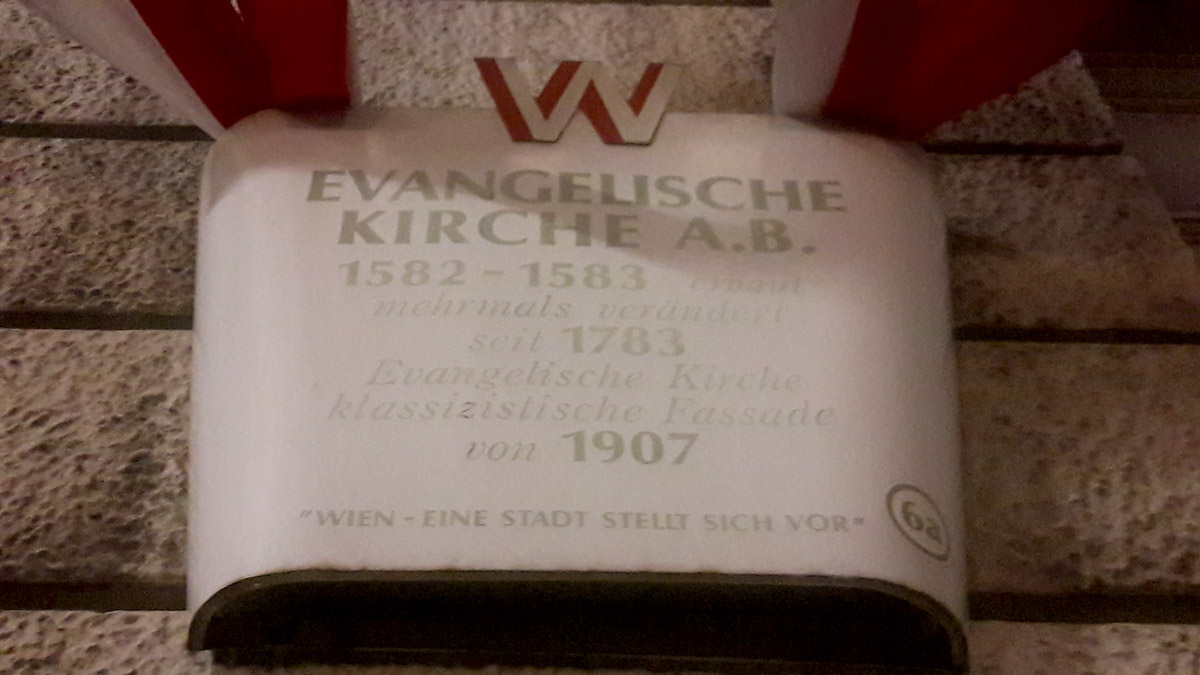 W
EVANGELISCHE
KIRCHE A.B.
1582 - 1583 erbaut
mehrmals verändert
seit 1783
Evangelische Kirche
klassizistische Fassade
von 1907
"WIEN - EINE STADT STELLT SICH VOR"
6a